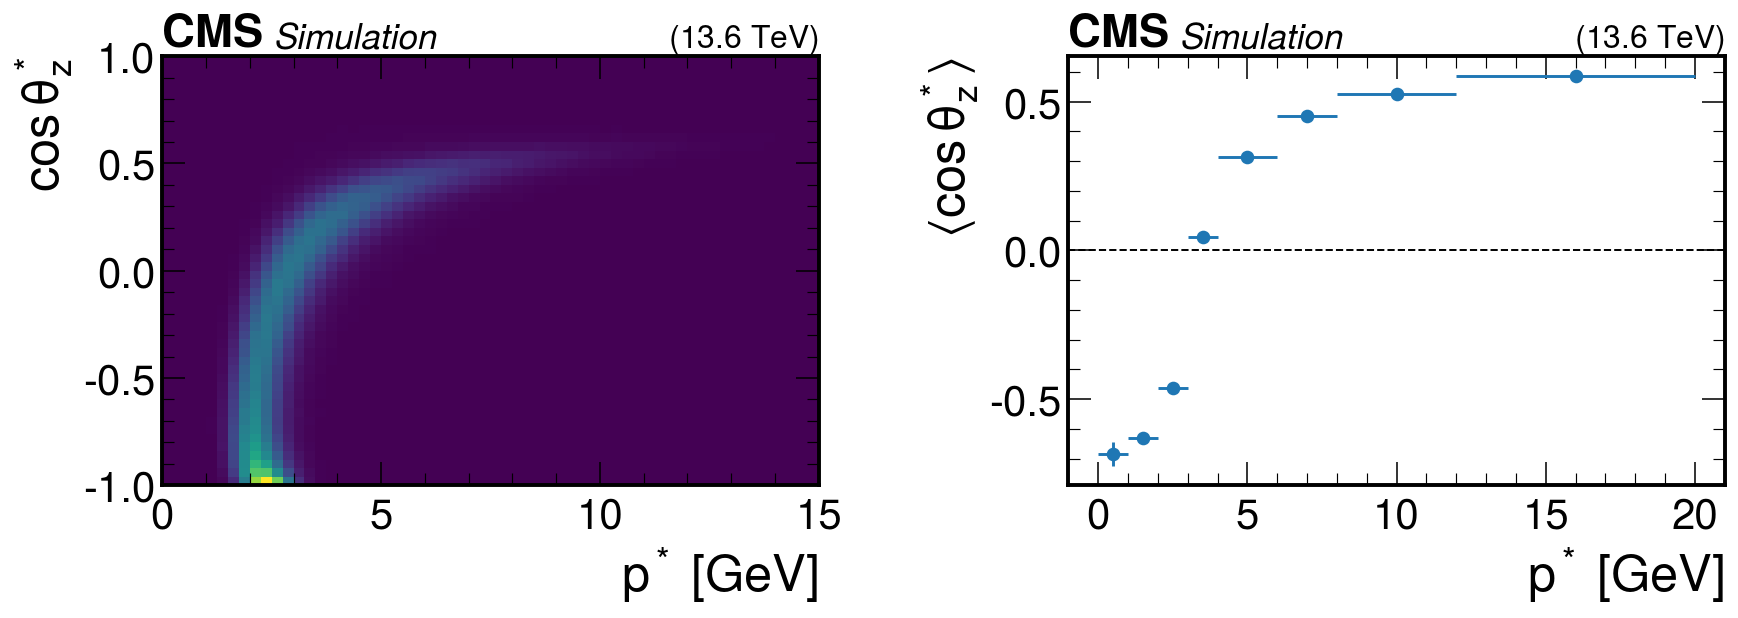 CMS Simulation (13.6 TeV)
cos θ*z
1.0
0.5
0.0
-0.5
-1.0
0 5 10 15
p* [GeV]
CMS Simulation (13.6 TeV)
⟨cos θ*z⟩
0.5
0.0
-0.5
0 5 10 15 20
p* [GeV]